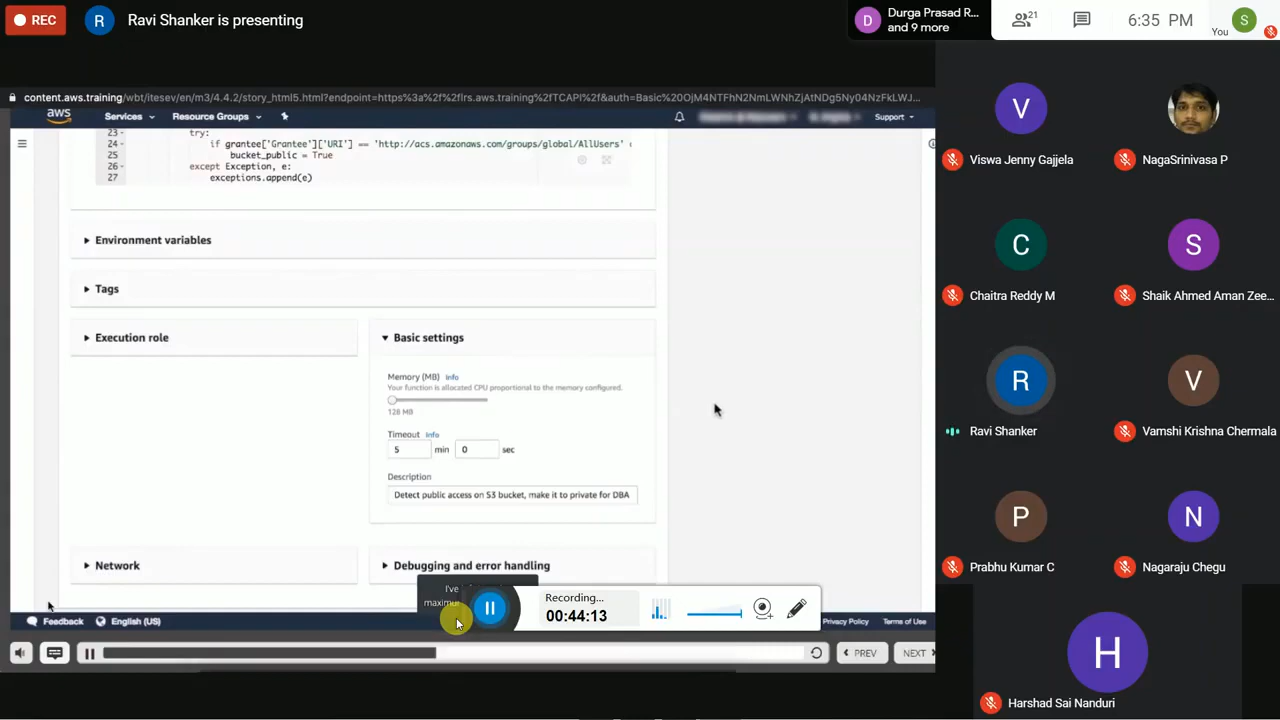 REC
R
Ravi Shanker is presenting
D
Durga Prasad R...
and 9 more
21
6:35 PM
You
S
content.aws.training/wbt/itesev/en/m3/4.4.2/story_html5.html?endpoint=https%3a%2f%2flrs.aws.training%2fTCAPI%2f&auth=Basic%20OjM4NTFhN2NmLWNhZjAtNDg5Ny04NzFkLW...
aws
Services
Resource Groups
Support
23
try:
24
if grantee['Grantee']['URI'] == 'http://acs.amazonaws.com/groups/global/AllUsers'
25
bucket_public = True
26
except Exception, e:
27
exceptions.append(e)
Environment variables
Tags
Execution role
Basic settings
Memory (MB) Info
Your function is allocated CPU proportional to the memory configured.
128 MB
Timeout Info
5 min 0 sec
Description
Detect public access on S3 bucket, make it to private for DBA
Network
Debugging and error handling
I've
Recording...
00:44:13
Feedback
English (US)
Privacy Policy
Terms of Use
PREV
NEXT
V
Viswa Jenny Gajjela
NagaSrinivasa P
C
Chaitra Reddy M
S
Shaik Ahmed Aman Zee...
R
Ravi Shanker
V
Vamshi Krishna Chermala
P
Prabhu Kumar C
N
Nagaraju Chegu
H
Harshad Sai Nanduri